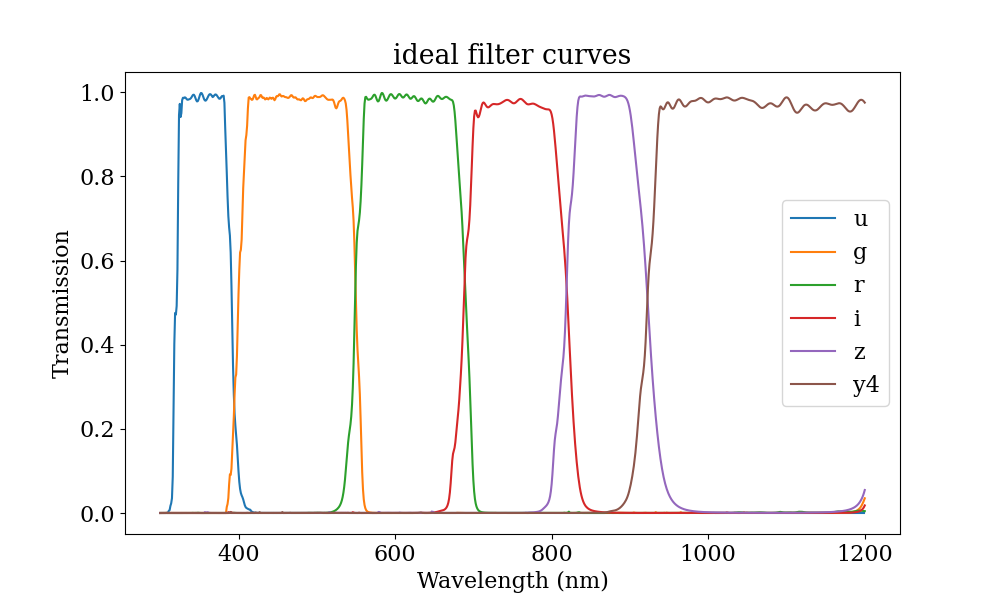 ideal filter curves
1.0
0.8
0.6
0.4
0.2
0.0
Transmission
400
600
800
1000
1200
Wavelength (nm)
u
g
r
i
z
y4